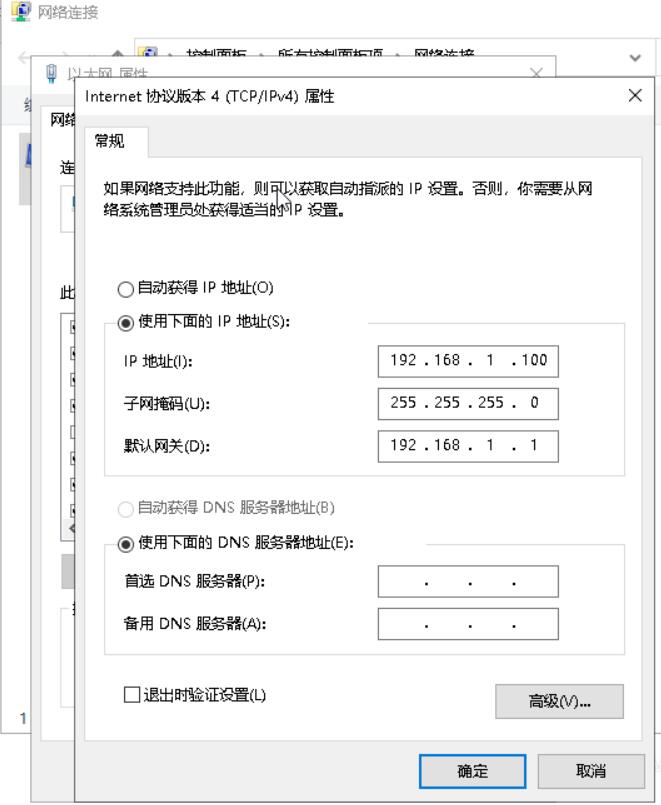 网络连接
控制面板 所有控制面板项 网络连接
以太网 属性
Internet 协议版本 4 (TCP/IPv4) 属性
网络
常规
连
如果网络支持此功能，则可以获取自动指派的 IP 设置。否则，你需要从网
络系统管理员处获得适当的 IP 设置。
此
自动获得 IP 地址(O)
使用下面的 IP 地址(S):
IP 地址(I): 192 . 168 . 1 . 100
子网掩码(U): 255 . 255 . 255 . 0
默认网关(D): 192 . 168 . 1 . 1
自动获得 DNS 服务器地址(B)
使用下面的 DNS 服务器地址(E):
首选 DNS 服务器(P): . . .
备用 DNS 服务器(A): . . .
退出时验证设置(L)
高级(V)...
1
确定 取消